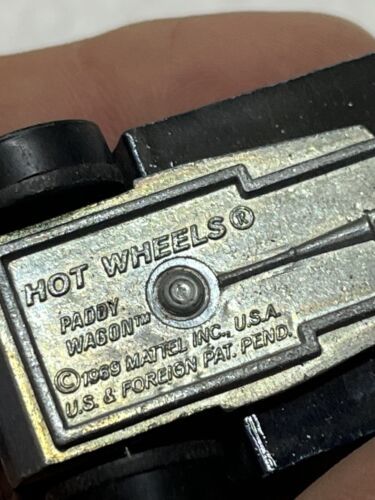 HOT WHEELS®
PADDY
WAGON™
©1969 MATTEL INC., U.S.A.
U.S. & FOREIGN PAT. PEND.